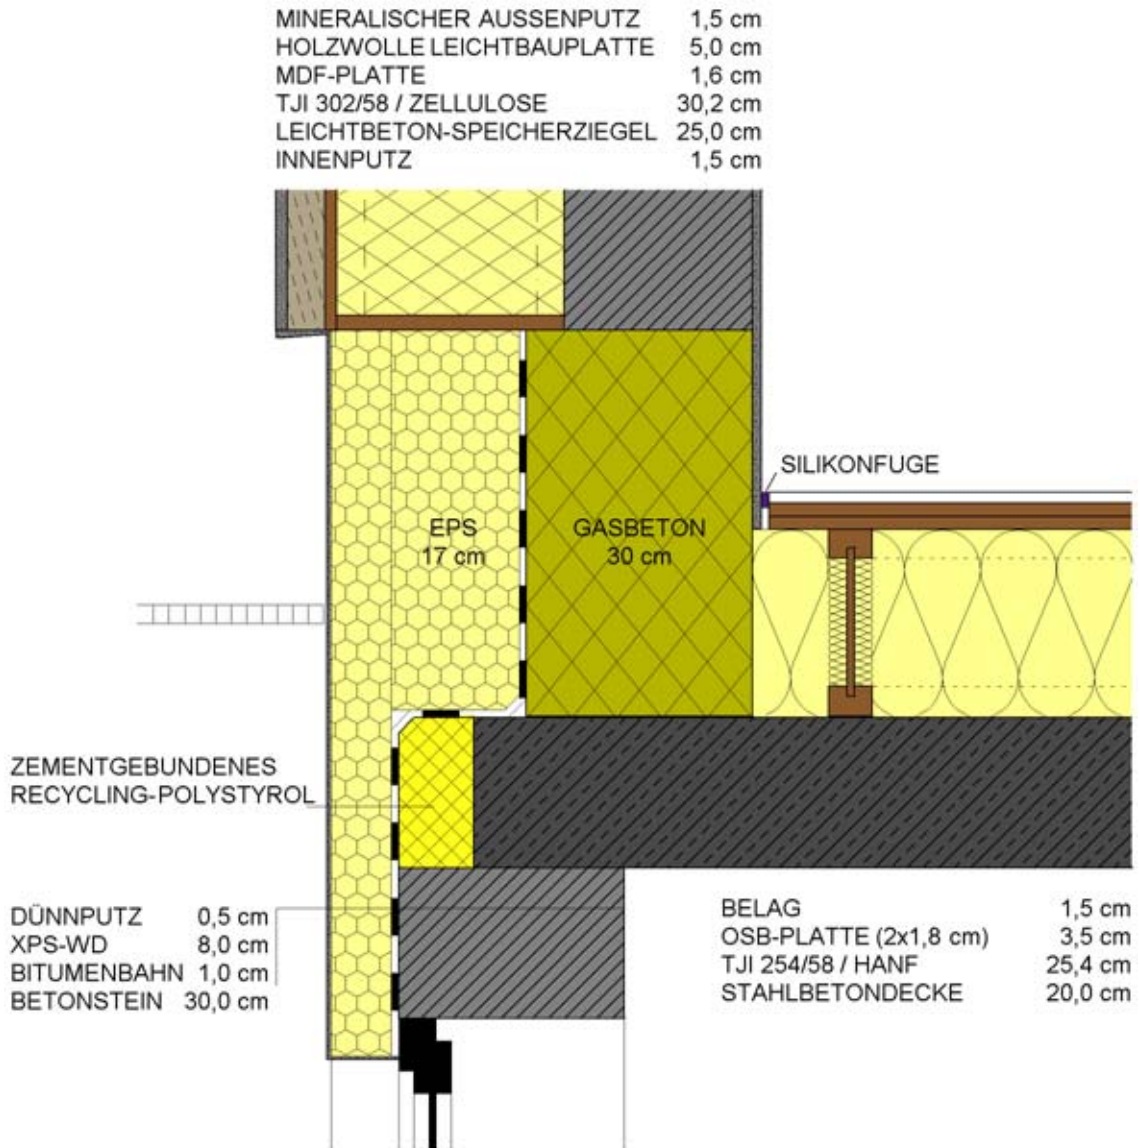 MINERALISCHER AUSSENPUTZ 1,5 cm
HOLZWOLLE LEICHTBAUPLATTE 5,0 cm
MDF-PLATTE 1,6 cm
TJI 302/58 / ZELLULOSE 30,2 cm
LEICHTBETON-SPEICHERZIEGEL 25,0 cm
INNENPUTZ 1,5 cm
SILIKONFUGE
EPS
17 cm
GASBETON
30 cm
ZEMENTGEBUNDENES
RECYCLING-POLYSTYROL
DÜNNPUTZ 0,5 cm
XPS-WD 8,0 cm
BITUMENBAHN 1,0 cm
BETONSTEIN 30,0 cm
BELAG 1,5 cm
OSB-PLATTE (2x1,8 cm) 3,5 cm
TJI 254/58 / HANF 25,4 cm
STAHLBETONDECKE 20,0 cm